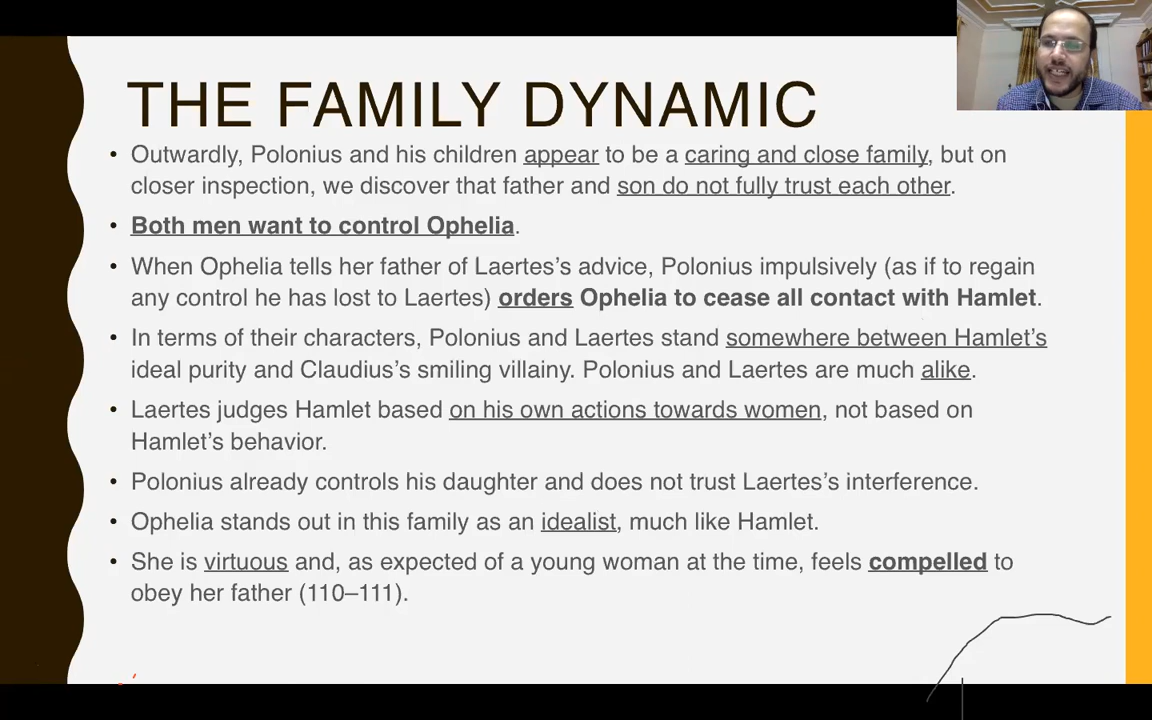 THE FAMILY DYNAMIC
• Outwardly, Polonius and his children appear to be a caring and close family, but on
closer inspection, we discover that father and son do not fully trust each other.
• Both men want to control Ophelia.
• When Ophelia tells her father of Laertes’s advice, Polonius impulsively (as if to regain
any control he has lost to Laertes) orders Ophelia to cease all contact with Hamlet.
• In terms of their characters, Polonius and Laertes stand somewhere between Hamlet’s
ideal purity and Claudius’s smiling villainy. Polonius and Laertes are much alike.
• Laertes judges Hamlet based on his own actions towards women, not based on
Hamlet’s behavior.
• Polonius already controls his daughter and does not trust Laertes’s interference.
• Ophelia stands out in this family as an idealist, much like Hamlet.
• She is virtuous and, as expected of a young woman at the time, feels compelled to
obey her father (110–111).